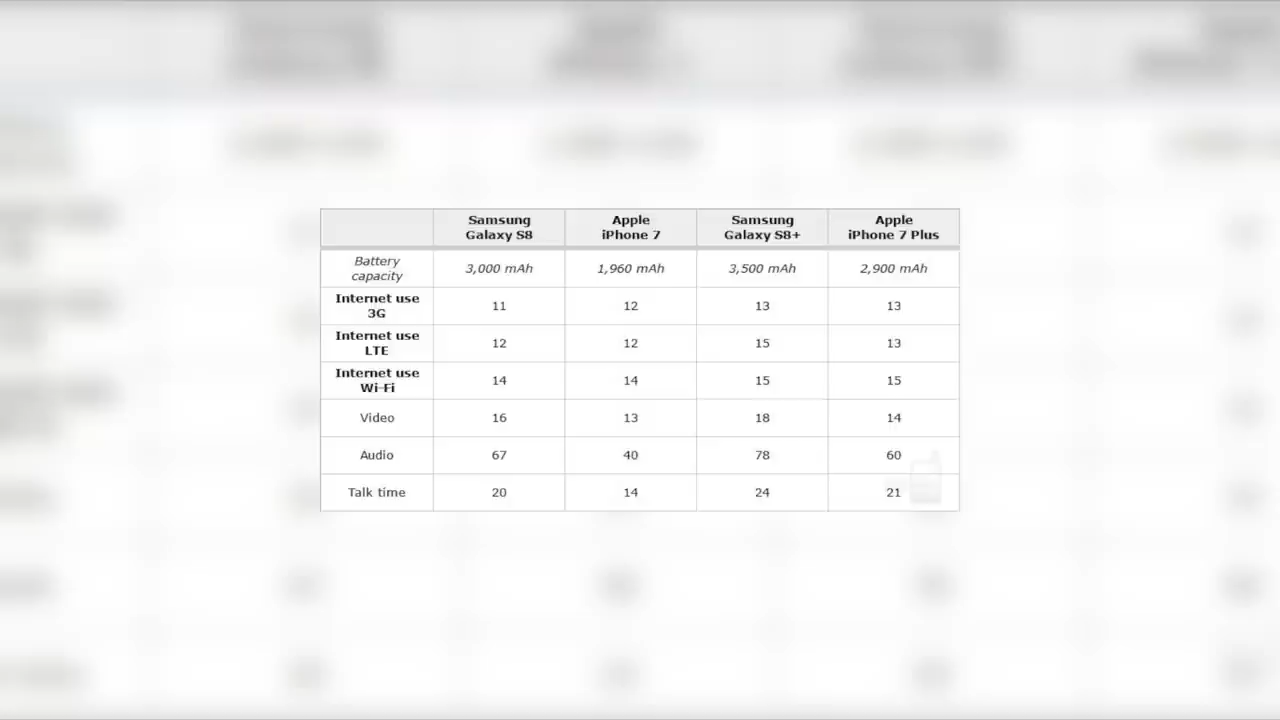 Samsung Galaxy S8 Apple iPhone 7 Samsung Galaxy S8+ Apple iPhone 7 Plus
Battery capacity 3,000 mAh 1,960 mAh 3,500 mAh 2,900 mAh
Internet use 3G 11 12 13 13
Internet use LTE 12 12 15 13
Internet use Wi-Fi 14 14 15 15
Video 16 13 18 14
Audio 67 40 78 60
Talk time 20 14 24 21